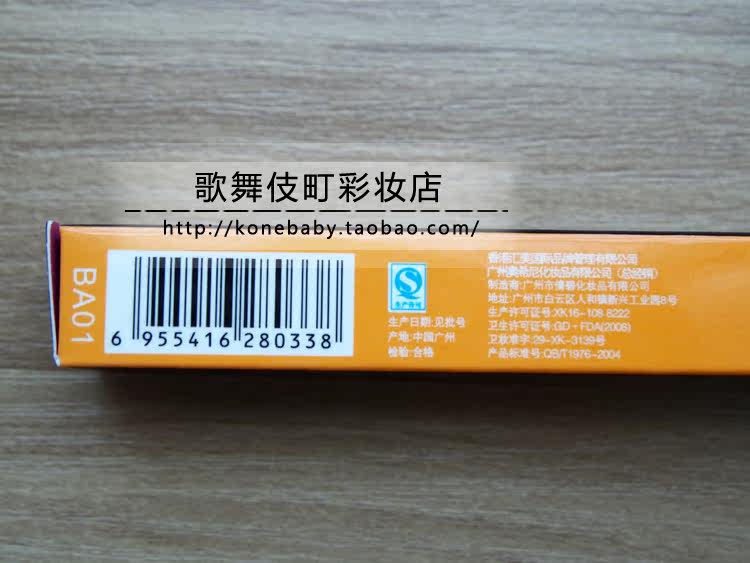 歌舞伎町彩妆店
http://konebaby.taobao.com/
BA01
6 955416 280338
生产许可
生产日期:见批号
产地:中国广州
检验:合格
香港汇美国际品牌管理有限公司
广州奥希尼化妆品有限公司（总经销）
制造商:广州市倩碧化妆品有限公司
地址:广州市白云区人和镇新兴工业园8号
生产许可证号:XK16-108 8222
卫生许可证号:GD·FDA(2008)
卫妆准字:29-XK-3139号
产品标准号:QB/T1976-2004